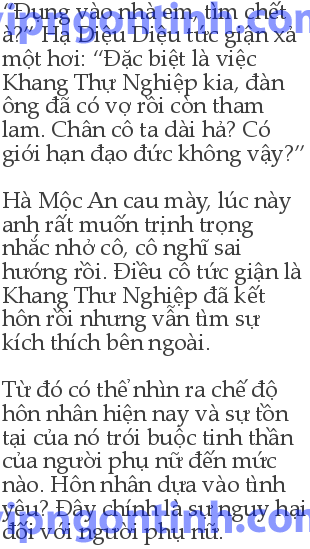 “Đụng vào nhà em, tìm chết
à?” Hạ Diệu Diệu tức giận xả
một hơi: “Đặc biệt là việc
Khang Thư Nghiệp kia, đàn
ông đã có vợ rồi còn tham
lam. Chân cô ta dài hả? Có
giới hạn đạo đức không vậy?”
Hà Mộc An cau mày, lúc này
anh rất muốn trịnh trọng
nhắc nhở cô, cô nghĩ sai
hướng rồi. Điều cô tức giận là
Khang Thư Nghiệp đã kết
hôn rồi nhưng vẫn tìm sự
kích thích bên ngoài.
Từ đó có thể nhìn ra chế độ
hôn nhân hiện nay và sự tồn
tại của nó trói buộc tinh thần
của người phụ nữ đến mức
nào. Hôn nhân dựa vào tình
yêu? Đây chính là sự nguy hại
đối với người phụ nữ.
vipngontinh.com
vipngontinh.com